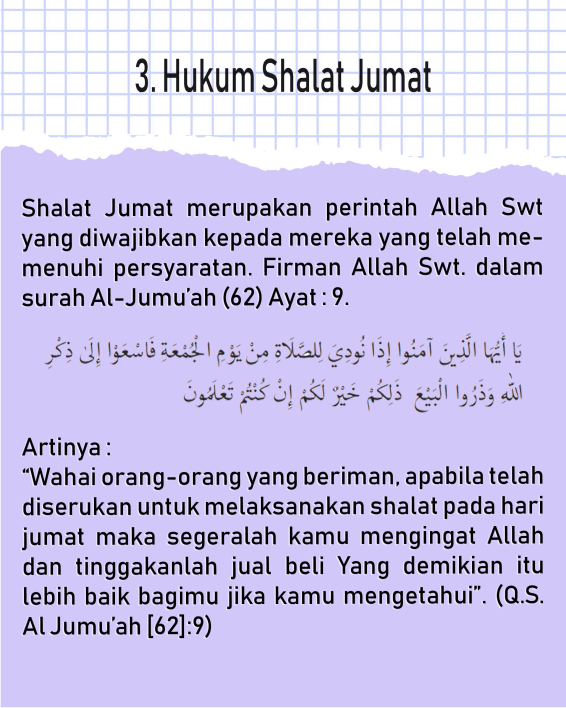 3. Hukum Shalat Jumat
Shalat Jumat merupakan perintah Allah Swt
yang diwajibkan kepada mereka yang telah me-
menuhi persyaratan. Firman Allah Swt. dalam
surah Al-Jumu'ah (62) Ayat : 9.
يَا أَيُّهَا الَّذِينَ آمَنُوا إِذَا نُودِيَ لِلصَّلَاةِ مِنْ يَوْمِ الْجُمُعَةِ فَاسْعَوْا إِلَىٰ ذِكْرِ
اللَّهِ وَذَرُوا الْبَيْعَ ذَلِكُمْ خَيْرٌ لَكُمْ إِنْ كُنْتُمْ تَعْلَمُونَ
Artinya :
“Wahai orang-orang yang beriman, apabila telah
diserukan untuk melaksanakan shalat pada hari
jumat maka segeralah kamu mengingat Allah
dan tinggakanlah jual beli Yang demikian itu
lebih baik bagimu jika kamu mengetahui”. (Q.S.
Al Jumu'ah [62]:9)